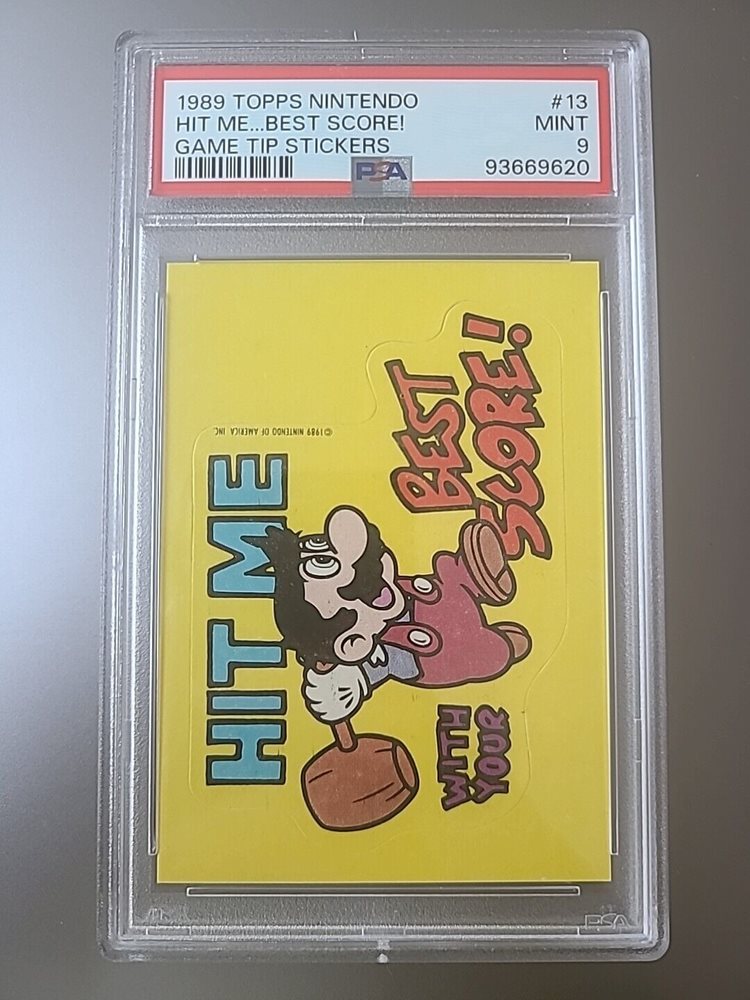 1989 TOPPS NINTENDO #13
HIT ME...BEST SCORE! MINT
GAME TIP STICKERS 9
PSA 93669620
©1989 NINTENDO OF AMERICA INC.
HIT ME
WITH
YOUR
BEST
SCORE!
PSA